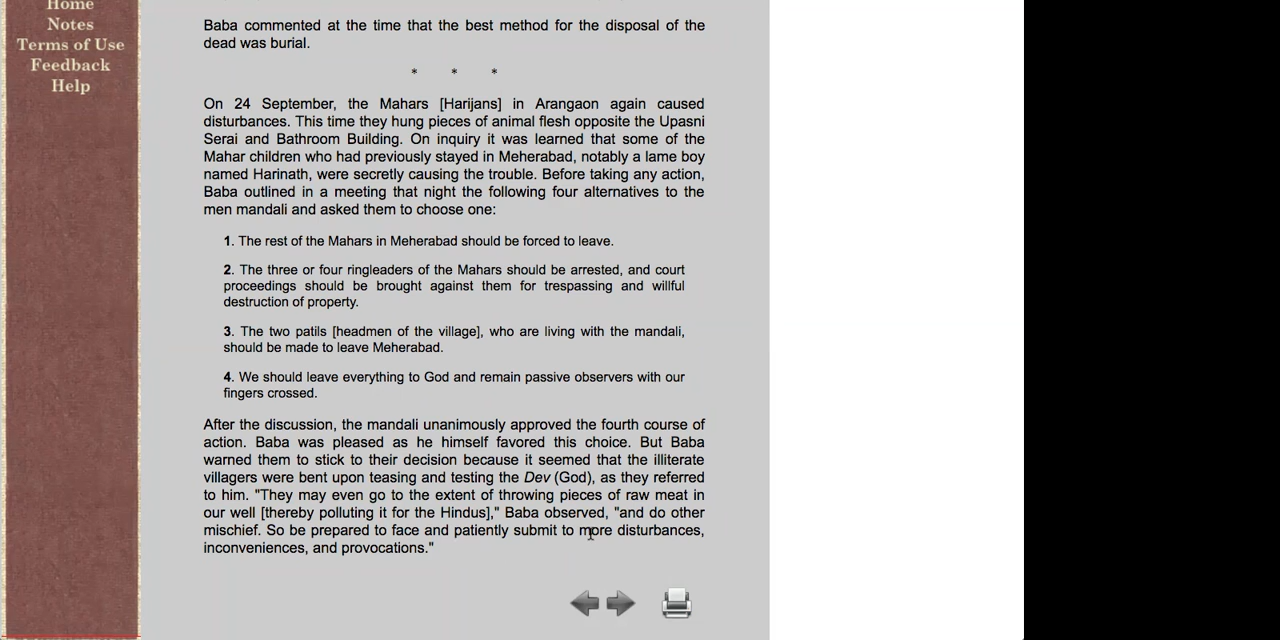 Home
Notes
Terms of Use
Feedback
Help
Baba commented at the time that the best method for the disposal of the
dead was burial.
* * *
On 24 September, the Mahars [Harijans] in Arangaon again caused
disturbances. This time they hung pieces of animal flesh opposite the Upasni
Serai and Bathroom Building. On inquiry it was learned that some of the
Mahar children who had previously stayed in Meherabad, notably a lame boy
named Harinath, were secretly causing the trouble. Before taking any action,
Baba outlined in a meeting that night the following four alternatives to the
men mandali and asked them to choose one:
1. The rest of the Mahars in Meherabad should be forced to leave.
2. The three or four ringleaders of the Mahars should be arrested, and court
proceedings should be brought against them for trespassing and willful
destruction of property.
3. The two patils [headmen of the village], who are living with the mandali,
should be made to leave Meherabad.
4. We should leave everything to God and remain passive observers with our
fingers crossed.
After the discussion, the mandali unanimously approved the fourth course of
action. Baba was pleased as he himself favored this choice. But Baba
warned them to stick to their decision because it seemed that the illiterate
villagers were bent upon teasing and testing the Dev (God), as they referred
to him. "They may even go to the extent of throwing pieces of raw meat in
our well [thereby polluting it for the Hindus]," Baba observed, "and do other
mischief. So be prepared to face and patiently submit to more disturbances,
inconveniences, and provocations."